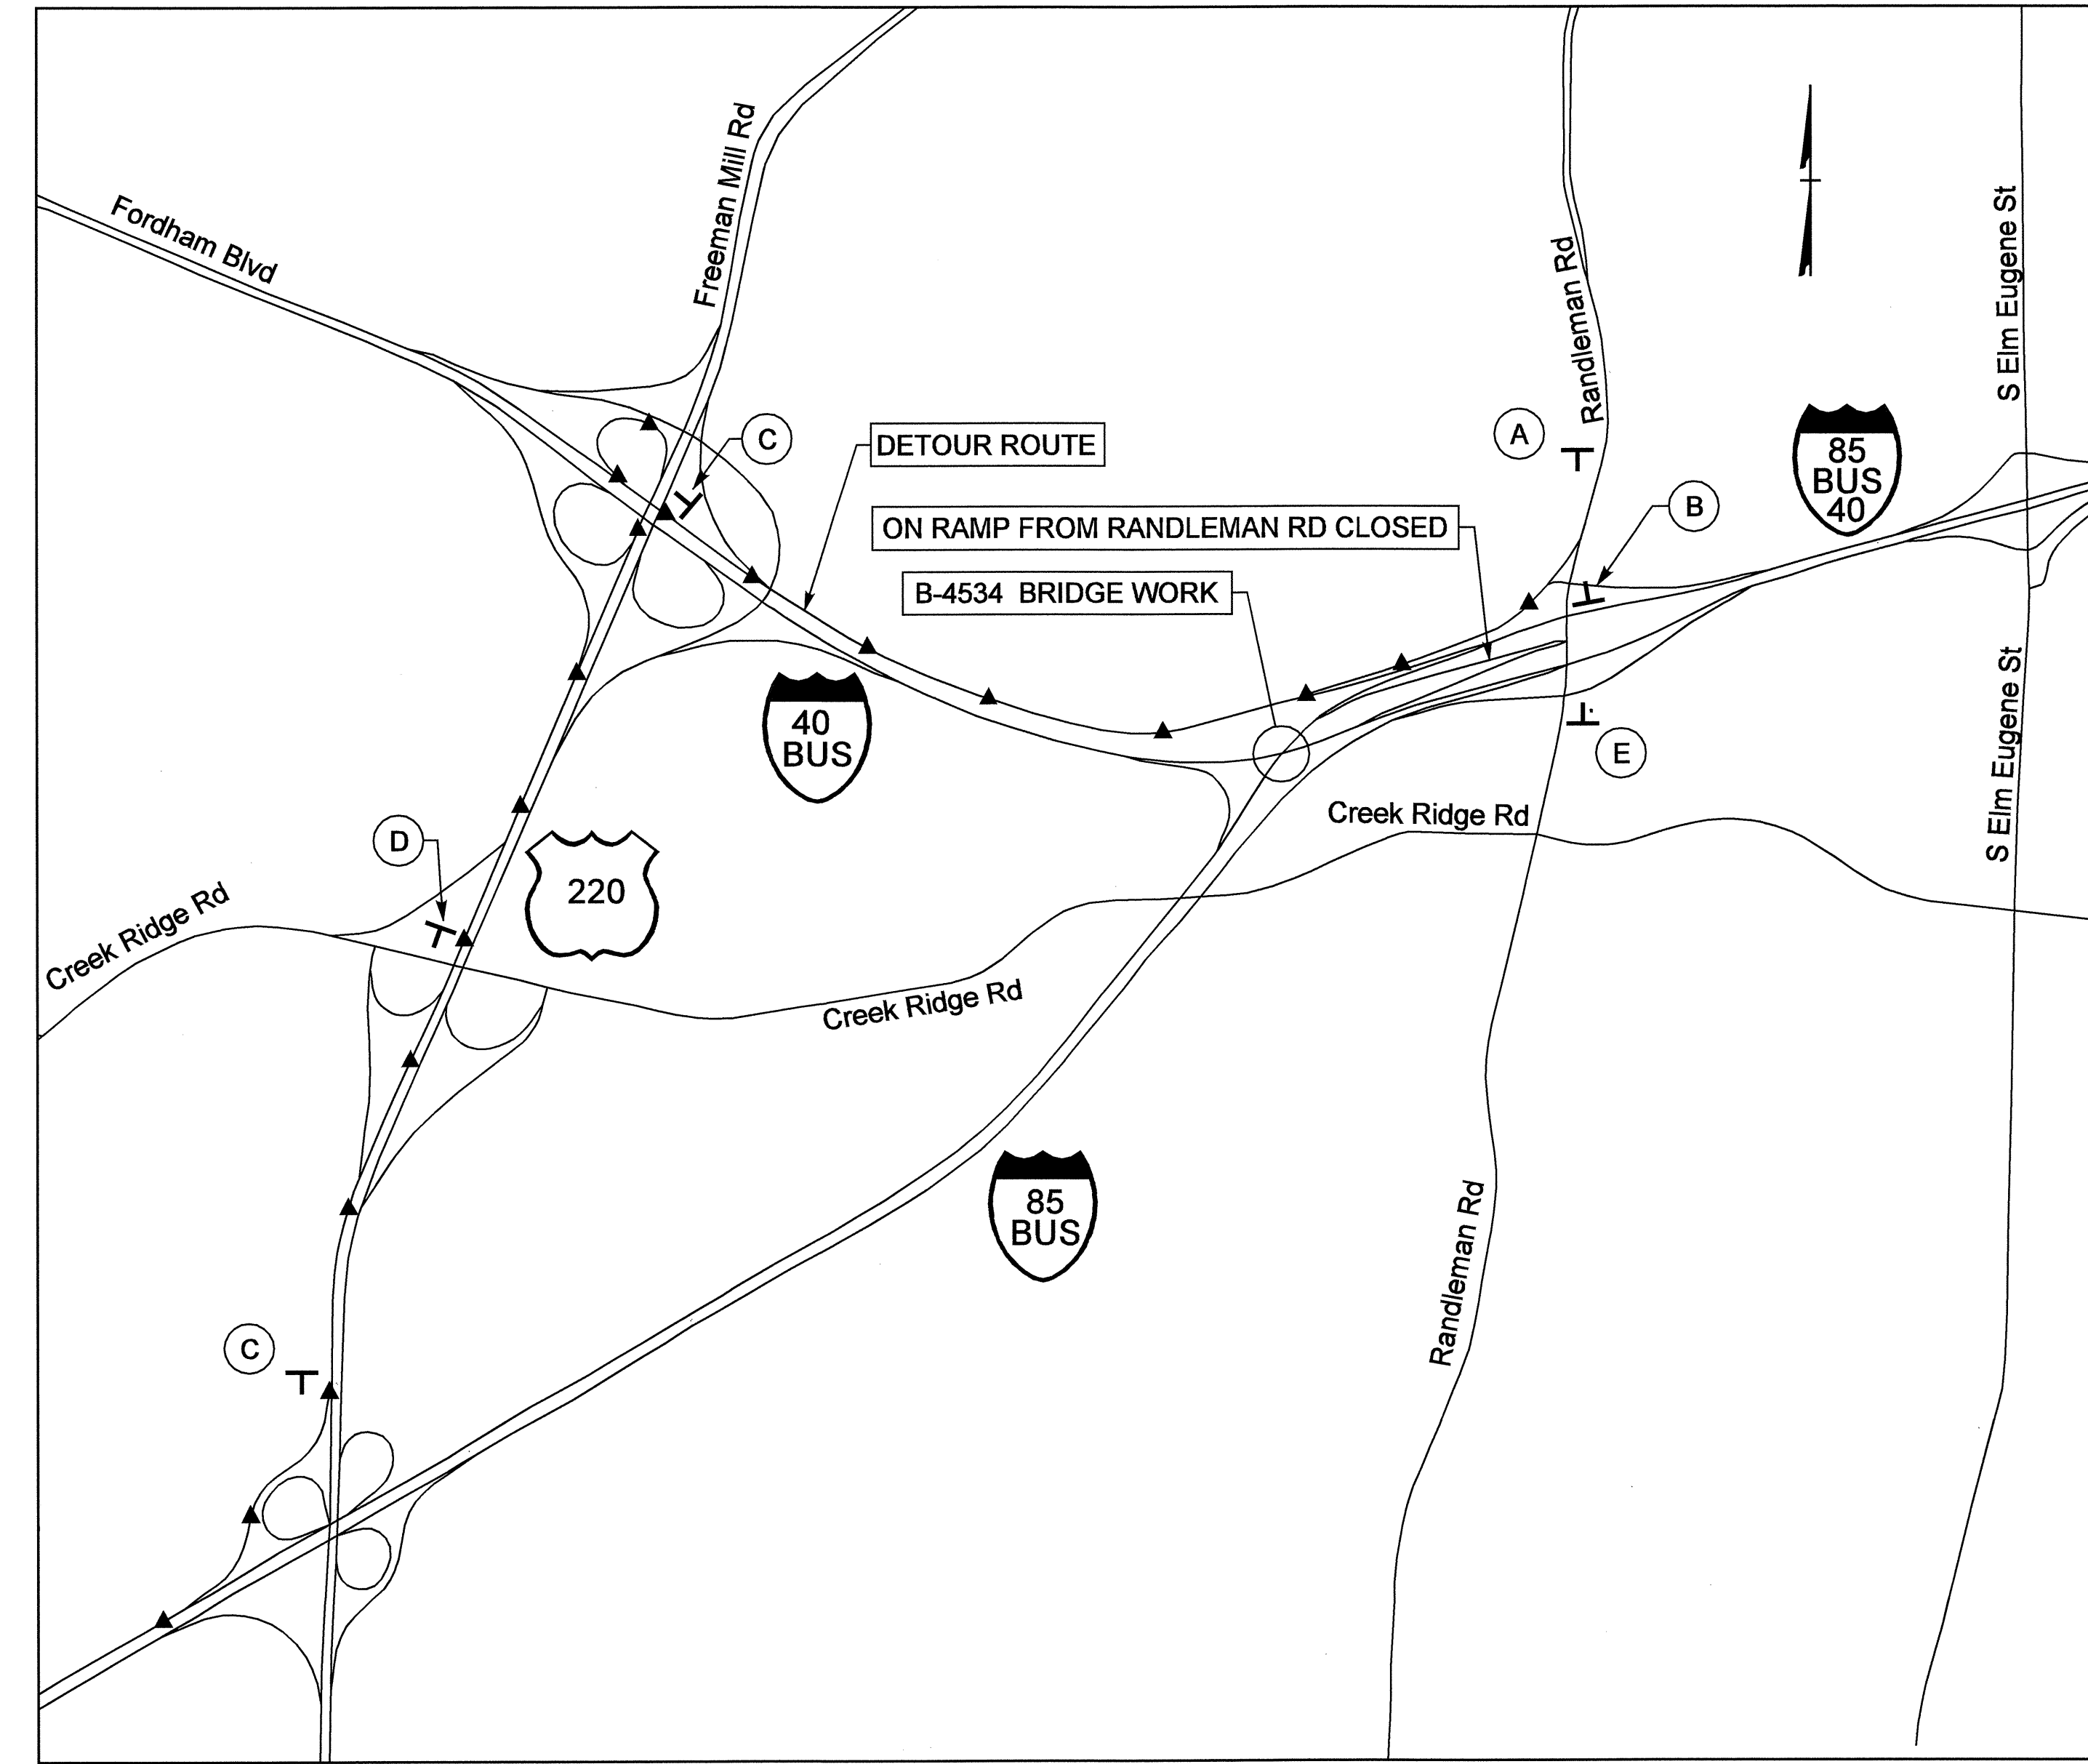 Fordham Blvd
Freeman Mill Rd
Randleman Rd
S Elm Eugene St
C
DETOUR ROUTE
A
Randleman Rd
85
BUS
40
B
ON RAMP FROM RANDLEMAN RD CLOSED
B-4534 BRIDGE WORK
40
BUS
E
S Elm Eugene St
D
220
Creek Ridge Rd
Creek Ridge Rd
Creek Ridge Rd
85
BUS
Randleman Rd
C